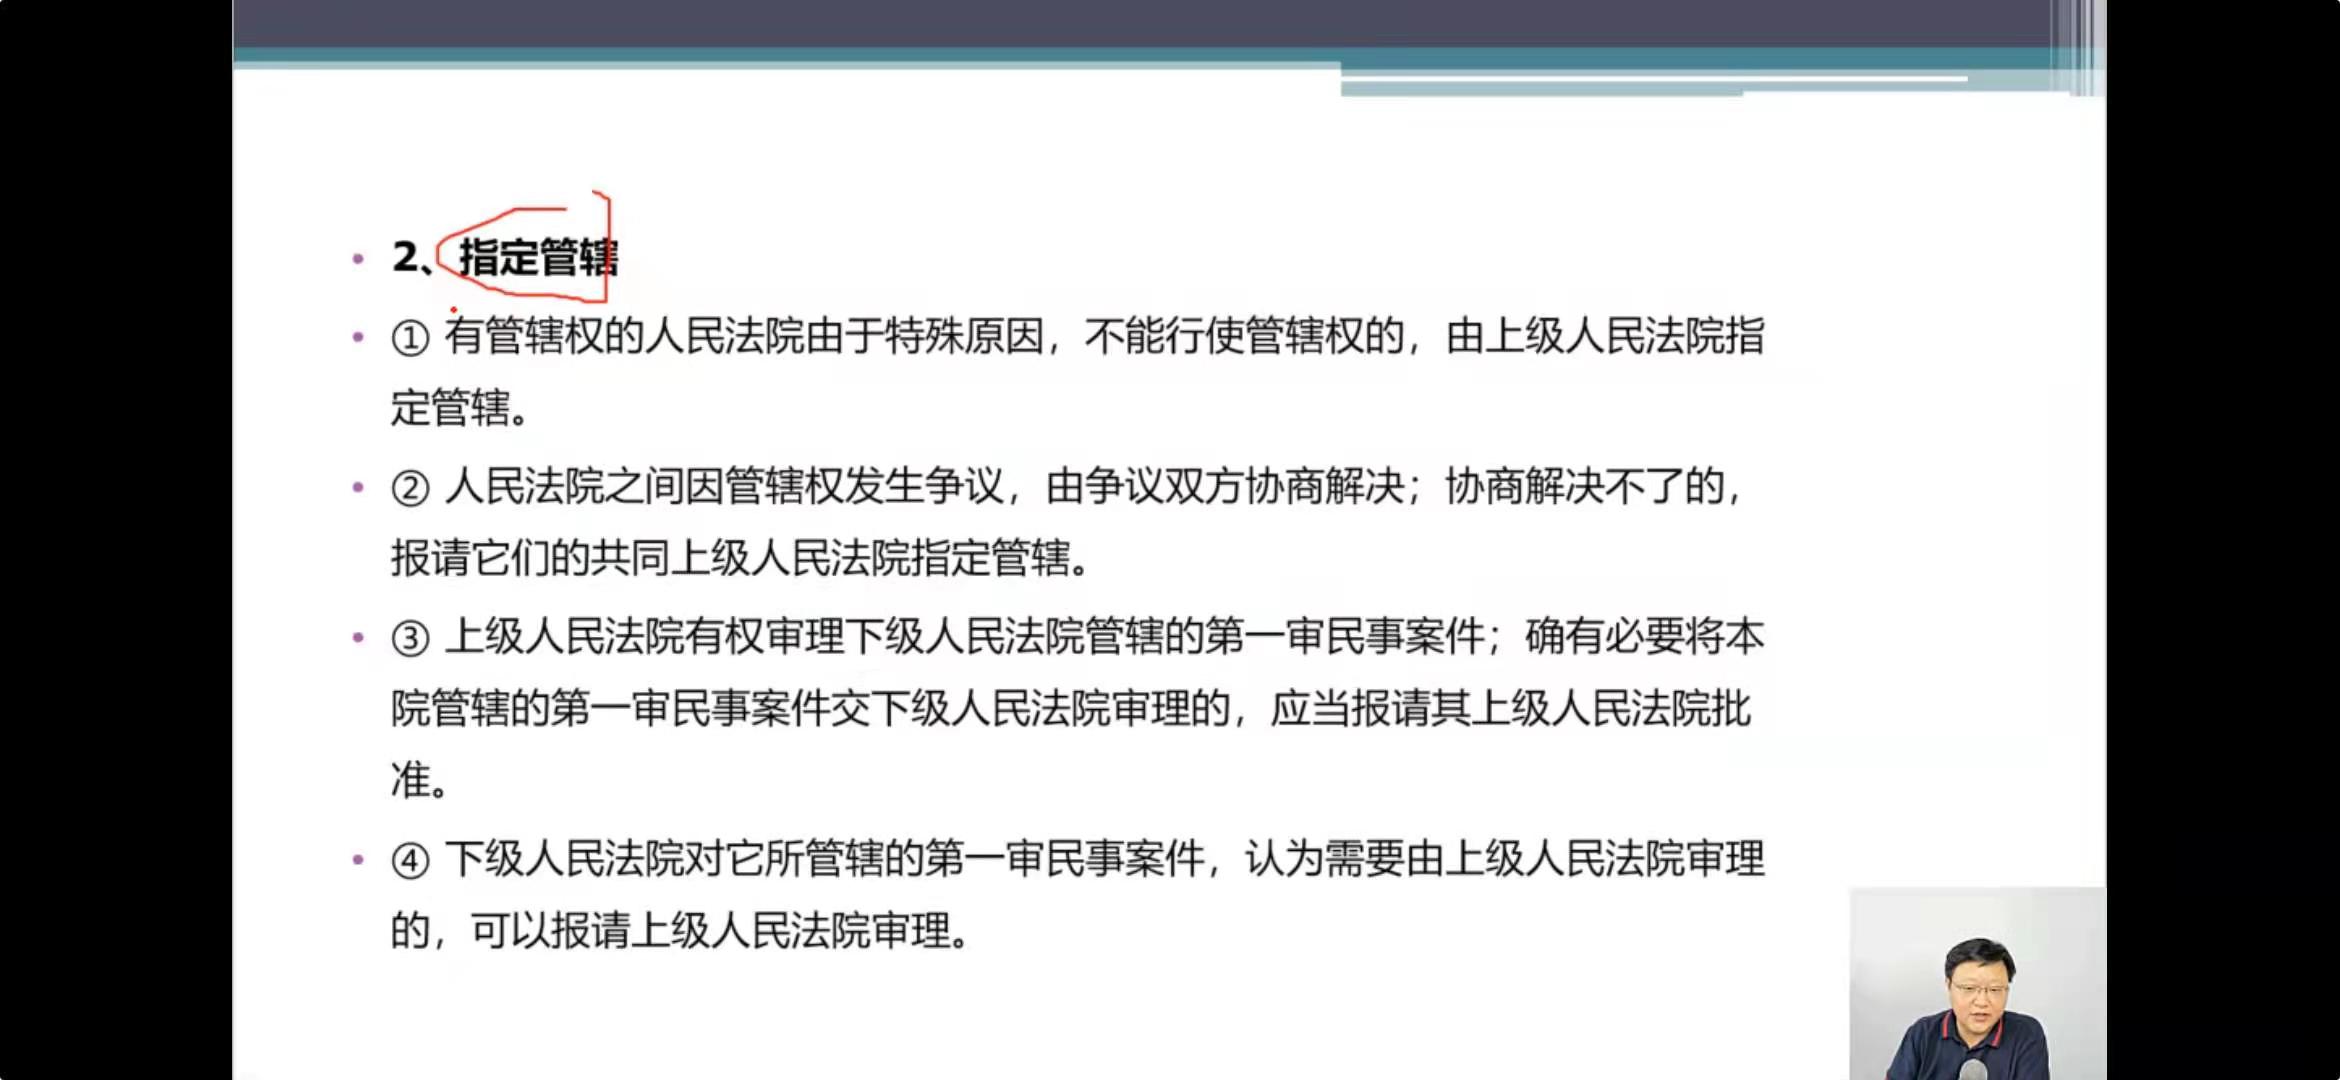 • 2、指定管辖
• ① 有管辖权的人民法院由于特殊原因，不能行使管辖权的，由上级人民法院指
定管辖。
• ② 人民法院之间因管辖权发生争议，由争议双方协商解决；协商解决不了的，
报请它们的共同上级人民法院指定管辖。
• ③ 上级人民法院有权审理下级人民法院管辖的第一审民事案件；确有必要将本
院管辖的第一审民事案件交下级人民法院审理的，应当报请其上级人民法院批
准。
• ④ 下级人民法院对它所管辖的第一审民事案件，认为需要由上级人民法院审理
的，可以报请上级人民法院审理。